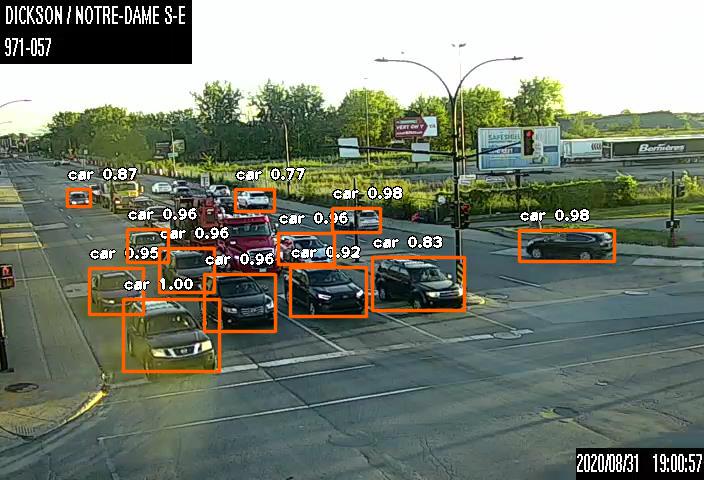 DICKSON / NOTRE-DAME S-E
971-057
car 0.87
car 0.77
car 0.98
car 0.96
car 0.96
car 0.96
car 0.98
car 0.95
car 0.96
car 0.92
car 0.83
car 1.00
Bernières
2020/08/31 19:00:57